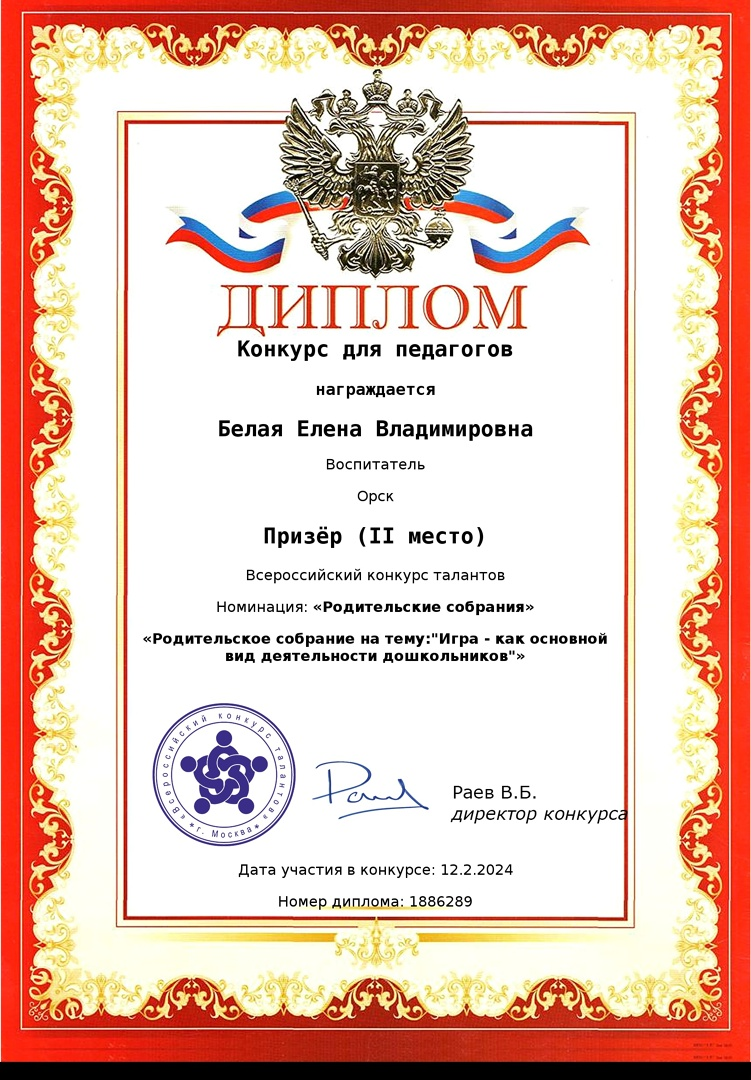 ДИПЛОМ
Конкурс для педагогов
награждается
Белая Елена Владимировна
Воспитатель
Орск
Призёр (II место)
Всероссийский конкурс талантов
Номинация: «Родительские собрания»
«Родительское собрание на тему:"Игра - как основной
вид деятельности дошкольников"»
«Всероссийский конкурс талантов»
*г. Москва*
Раев В.Б.
директор конкурса
Дата участия в конкурсе: 12.2.2024
Номер диплома: 1886289